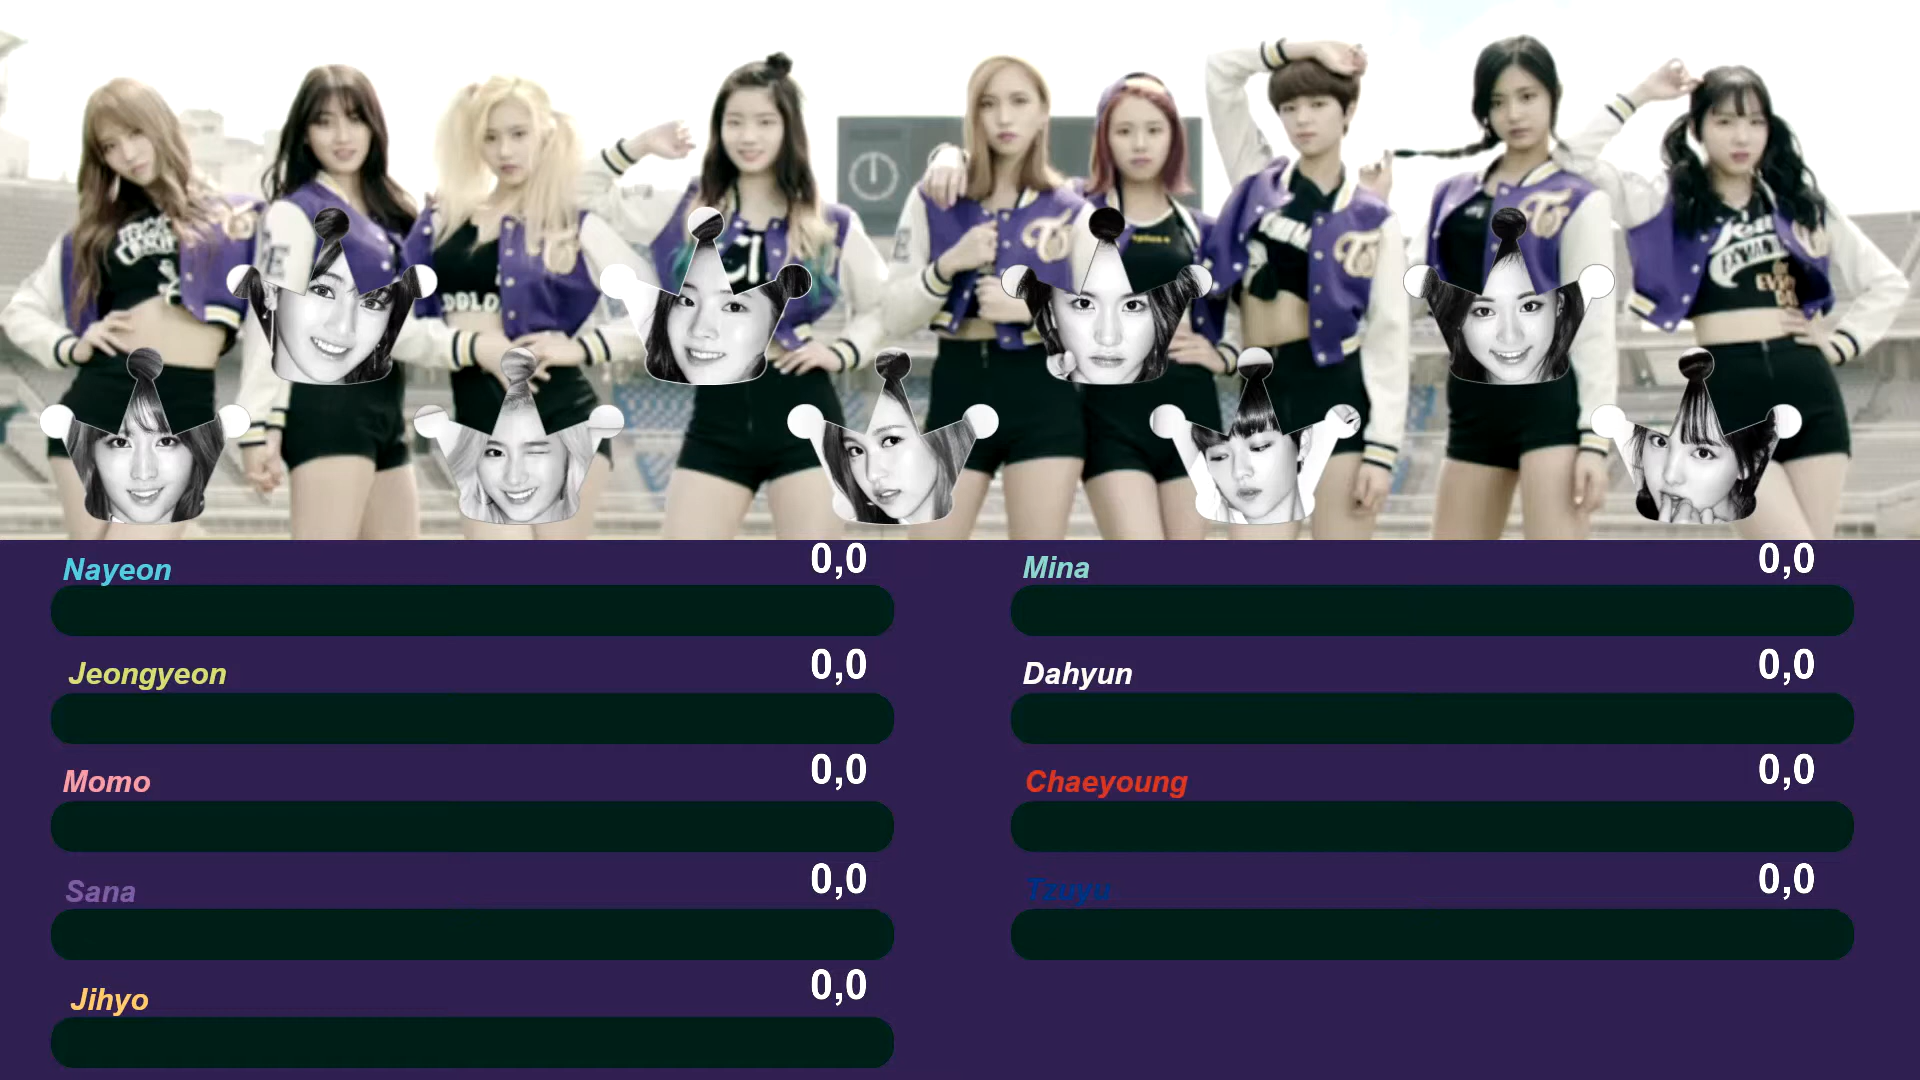 Nayeon 0,0
Mina 0,0
Jeongyeon 0,0
Dahyun 0,0
Momo 0,0
Chaeyoung 0,0
Sana 0,0
Tzuyu 0,0
Jihyo 0,0